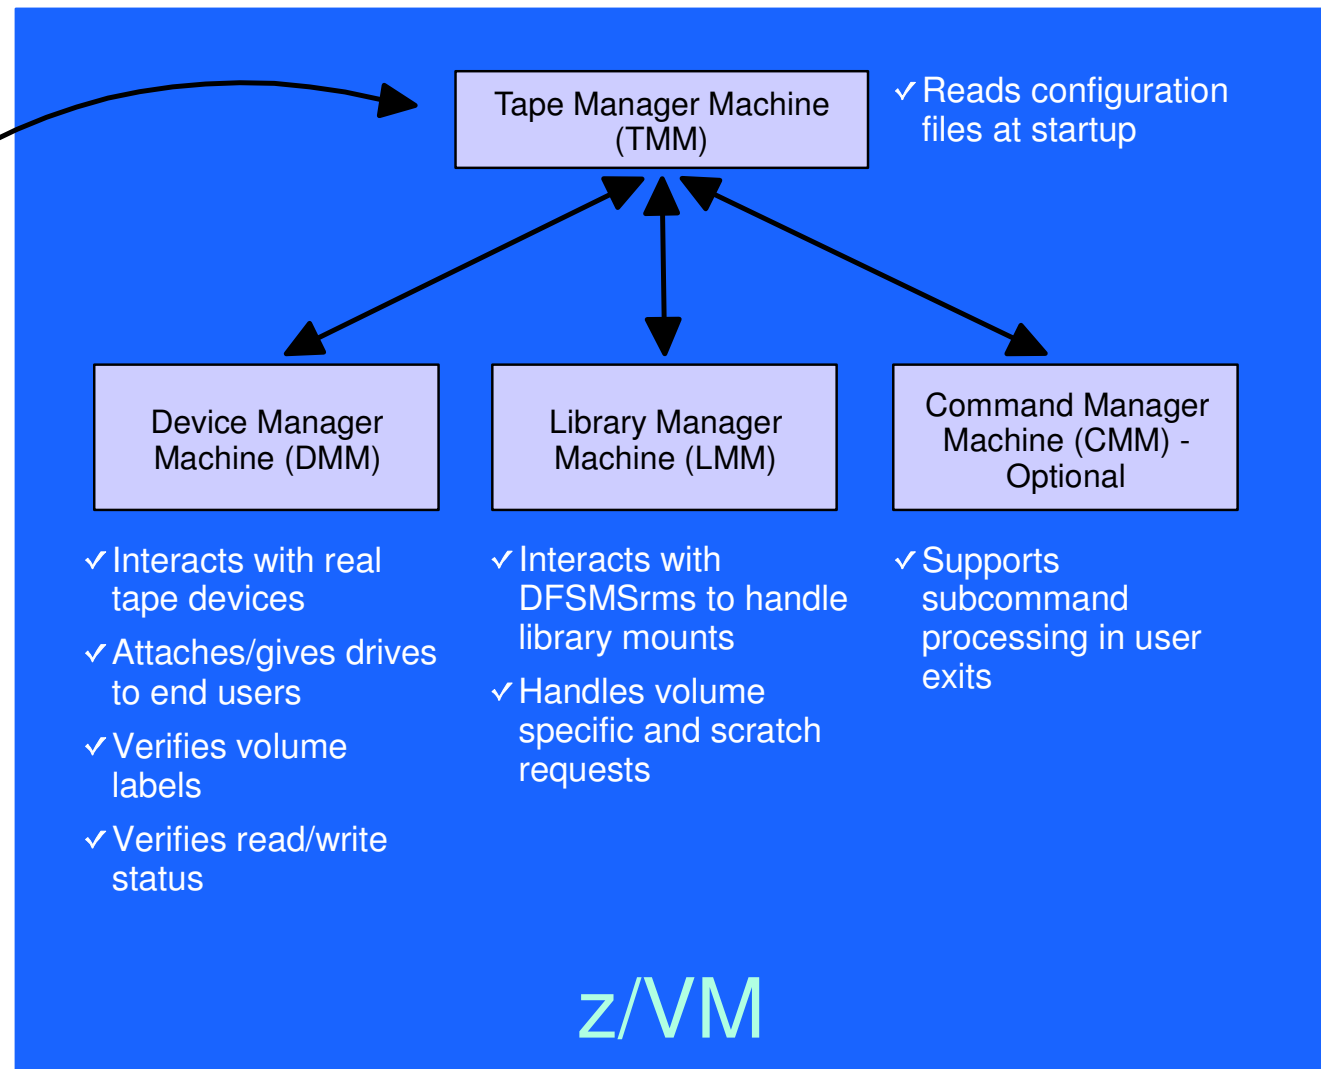 Tape Manager Machine
(TMM)
✓ Reads configuration
files at startup
Device Manager
Machine (DMM)
Library Manager
Machine (LMM)
Command Manager
Machine (CMM) -
Optional
✓ Interacts with real
tape devices
✓ Attaches/gives drives
to end users
✓ Verifies volume
labels
✓ Verifies read/write
status
✓ Interacts with
DFSMSrms to handle
library mounts
✓ Handles volume
specific and scratch
requests
✓ Supports
subcommand
processing in user
exits
z/VM